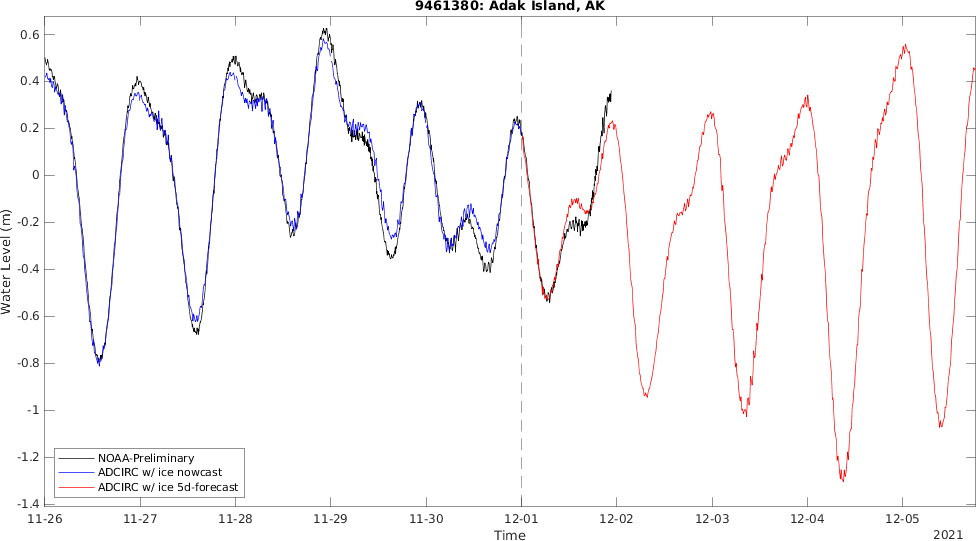 9461380: Adak Island, AK
0.6
0.4
0.2
0
-0.2
-0.4
-0.6
-0.8
-1
-1.2
-1.4
Water Level (m)
NOAA-Preliminary
ADCIRC w/ ice nowcast
ADCIRC w/ ice 5d-forecast
11-26 11-27 11-28 11-29 11-30 12-01 12-02 12-03 12-04 12-05
Time
2021